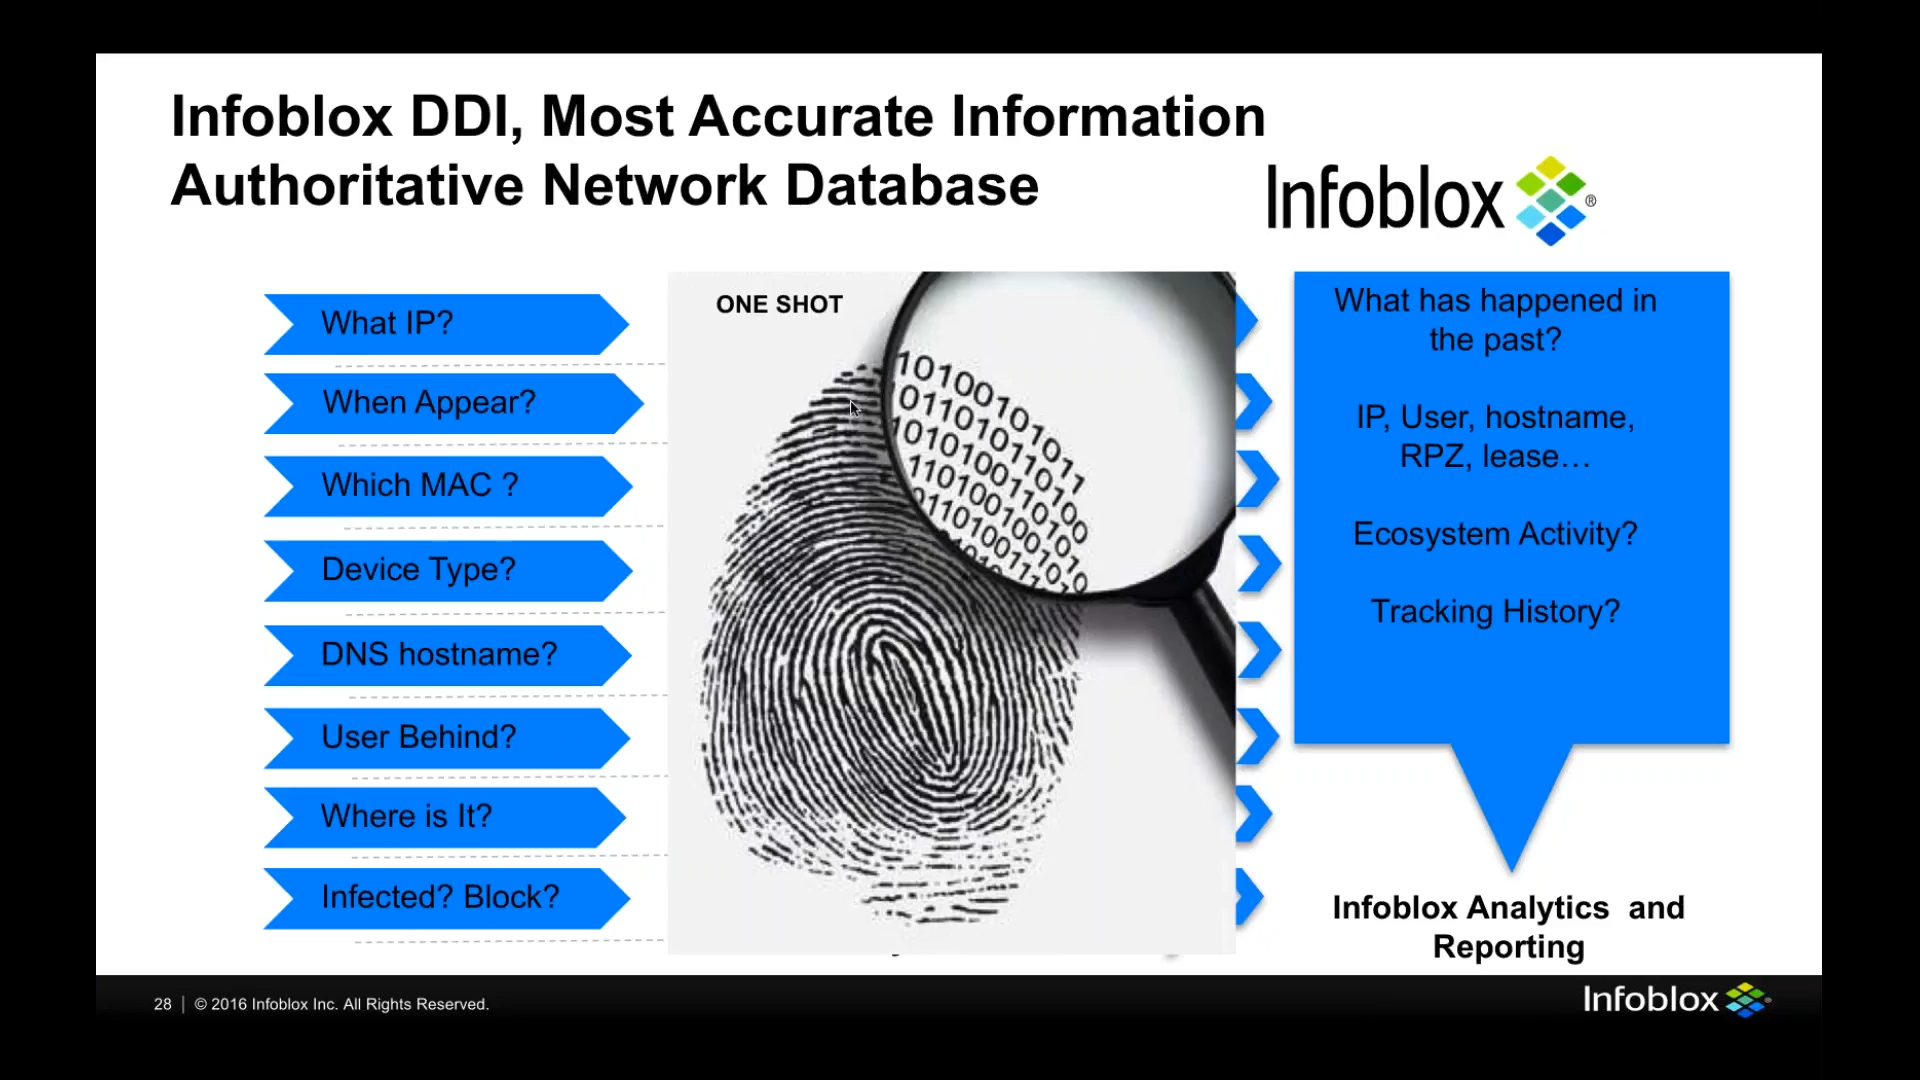 Infoblox DDI, Most Accurate Information
Authoritative Network Database
Infoblox ®
What IP?
When Appear?
Which MAC ?
Device Type?
DNS hostname?
User Behind?
Where is It?
Infected? Block?
ONE SHOT
What has happened in
the past?
IP, User, hostname,
RPZ, lease…
Ecosystem Activity?
Tracking History?
Infoblox Analytics and
Reporting
28 | © 2016 Infoblox Inc. All Rights Reserved.
Infoblox